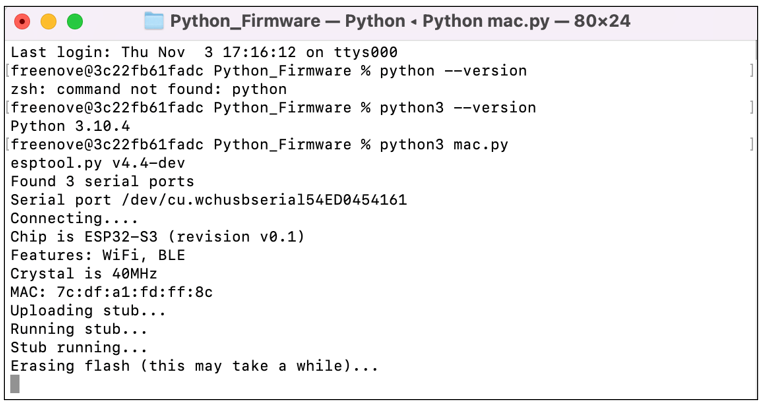 Python_Firmware — Python ◂ Python mac.py — 80×24
Last login: Thu Nov  3 17:16:12 on ttys000
[freenove@3c22fb61fadc Python_Firmware % python --version                       ]
zsh: command not found: python
[freenove@3c22fb61fadc Python_Firmware % python3 --version                      ]
Python 3.10.4
[freenove@3c22fb61fadc Python_Firmware % python3 mac.py                         ]
esptool.py v4.4-dev
Found 3 serial ports
Serial port /dev/cu.wchusbserial54ED0454161
Connecting....
Chip is ESP32-S3 (revision v0.1)
Features: WiFi, BLE
Crystal is 40MHz
MAC: 7c:df:a1:fd:ff:8c
Uploading stub...
Running stub...
Stub running...
Erasing flash (this may take a while)...